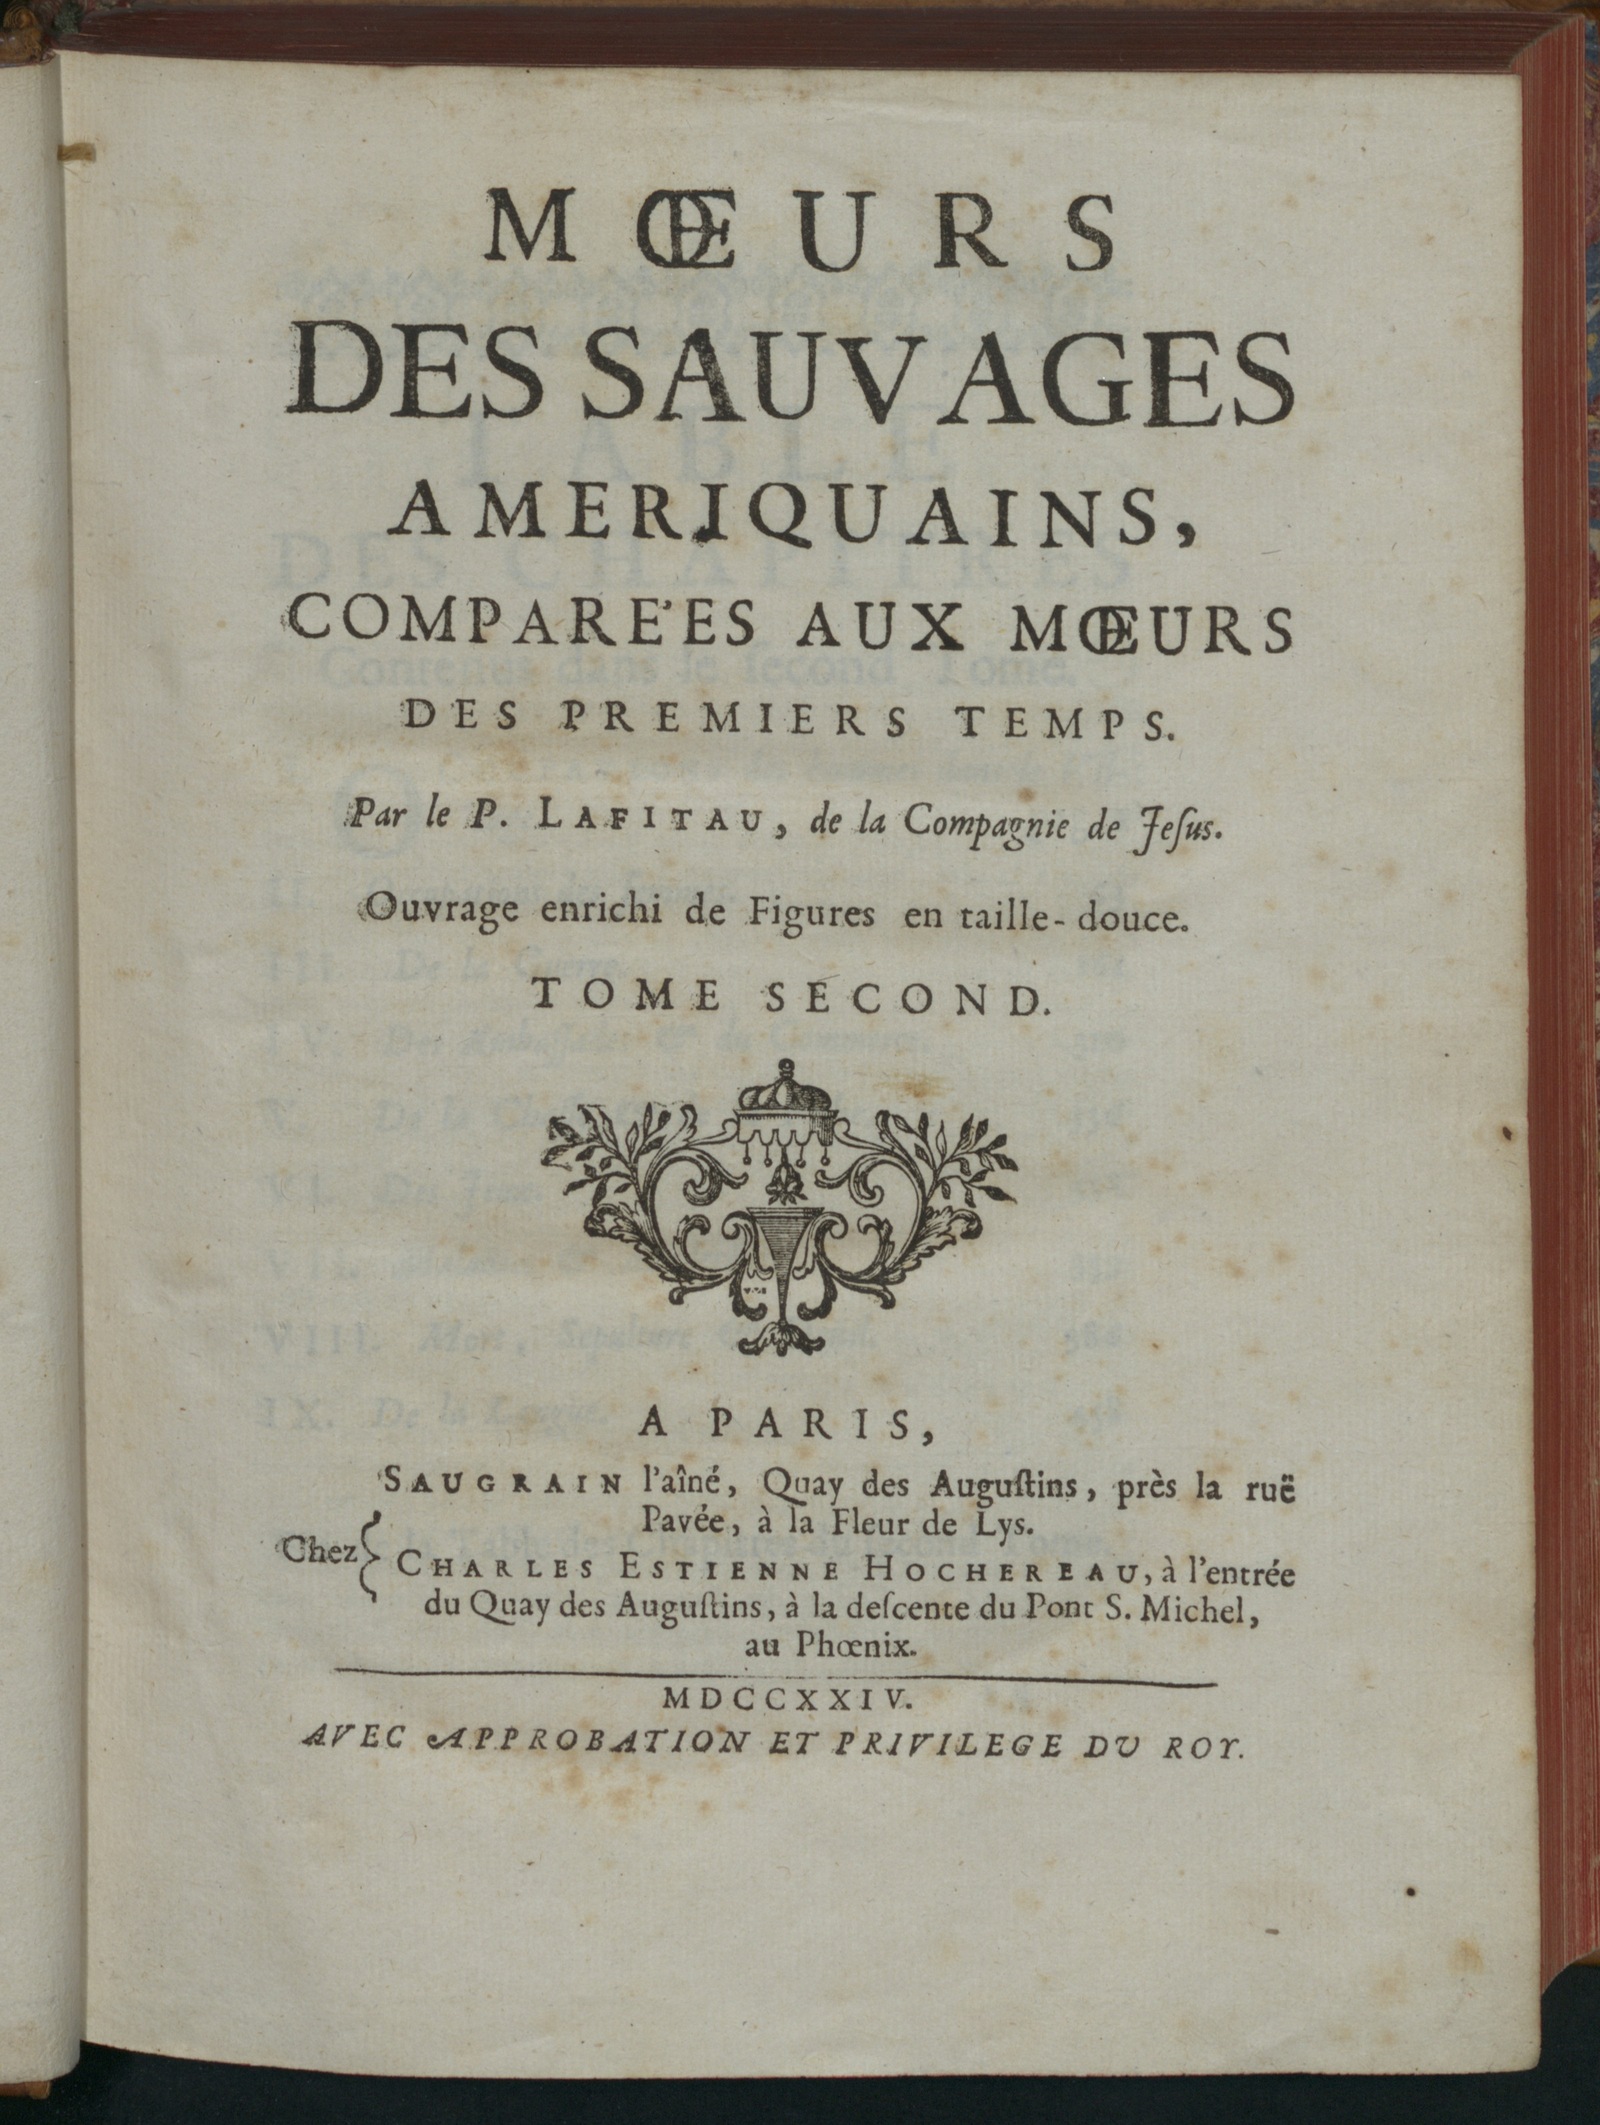 MŒURS
DES SAUVAGES
AMERIQUAINS,
COMPARE'ES AUX MŒURS
DES PREMIERS TEMPS.
Par le P. LAFITAU, de la Compagnie de Jeſus.
Ouvrage enrichi de Figures en taille-douce.
TOME SECOND.
A PARIS,
SAUGRAIN l'aîné, Quay des Auguſtins, près la ruë
Pavée, à la Fleur de Lys.
Chez
CHARLES ESTIENNE HOCHEREAU, à l'entrée
du Quay des Auguſtins, à la deſcente du Pont S. Michel,
au Phœnix.
MDCCXXIV.
AVEC APPROBATION ET PRIVILEGE DU ROY.